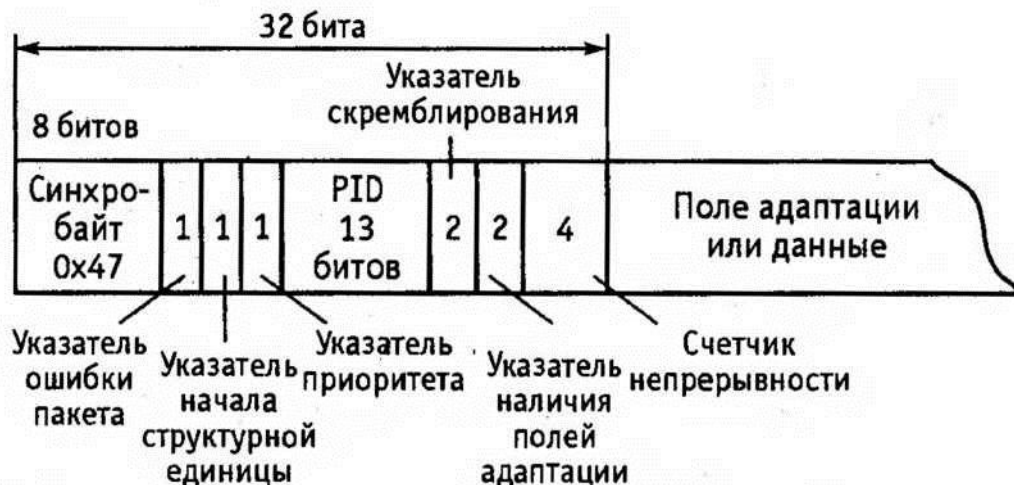 32 бита
Указатель
скремблирования
8 битов
Синхро-
байт
0x47
1
1
1
PID
13
битов
2
2
4
Поле адаптации
или данные
Указатель
ошибки
пакета
Указатель
начала
структурной
единицы
Указатель
приоритета
Указатель
наличия
полей
адаптации
Счетчик
непрерывности